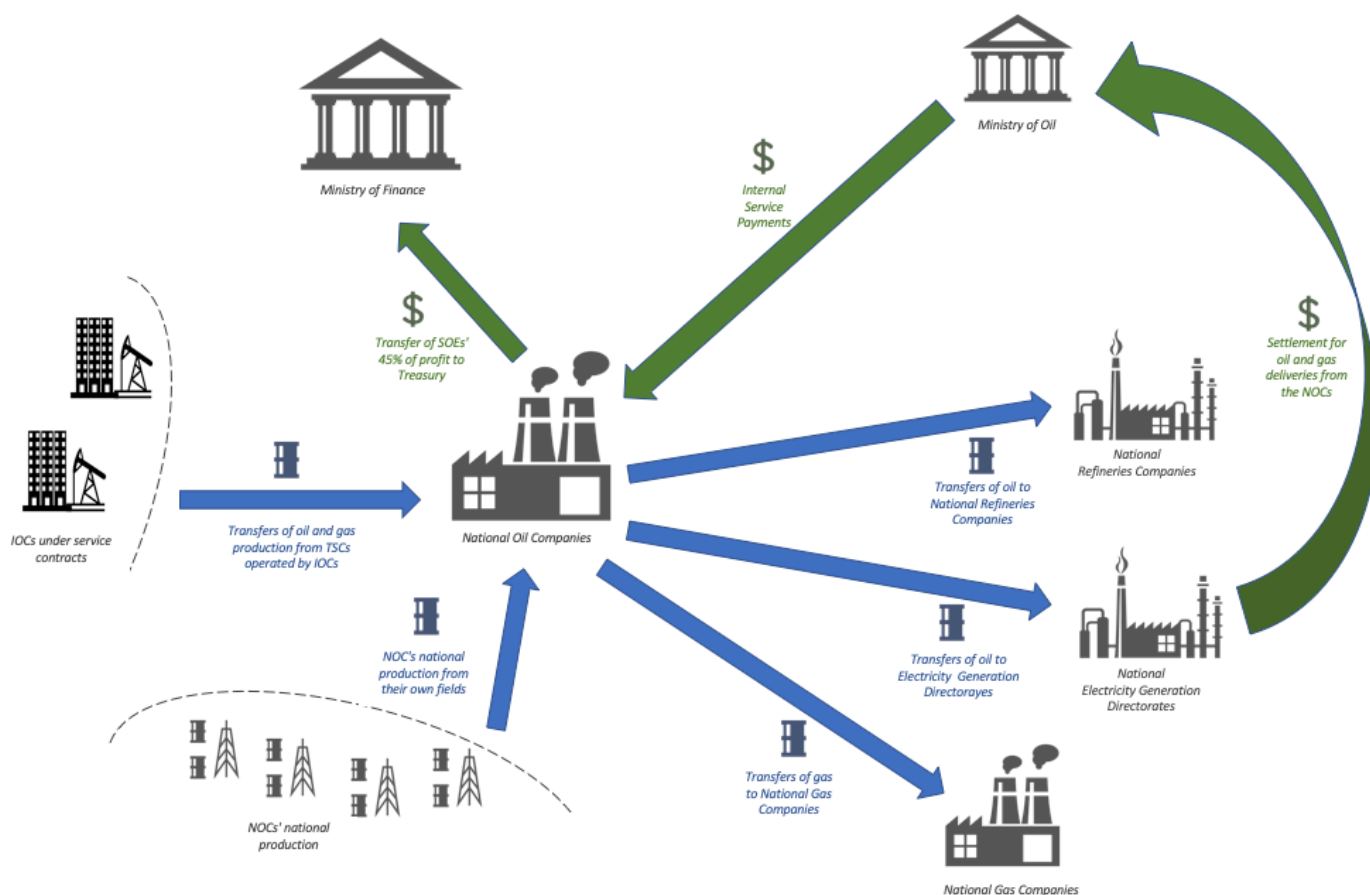 Ministry of Finance
Ministry of Oil
$
Internal
Service
Payments
$
Transfer of SOEs'
45% of profit to
Treasury
$
Settlement for
oil and gas
deliveries from
the NOCs
IOCs under service
contracts
Transfers of oil and gas
production from TSCs
operated by IOCs
National Oil Companies
National
Refineries Companies
Transfers of oil to
National Refineries
Companies
NOC's national
production from
their own fields
Transfers of oil to
Electricity Generation
Directorayes
National
Electricity Generation
Directorates
Transfers of gas
to National Gas
Companies
NOCs' national
production
National Gas Companies